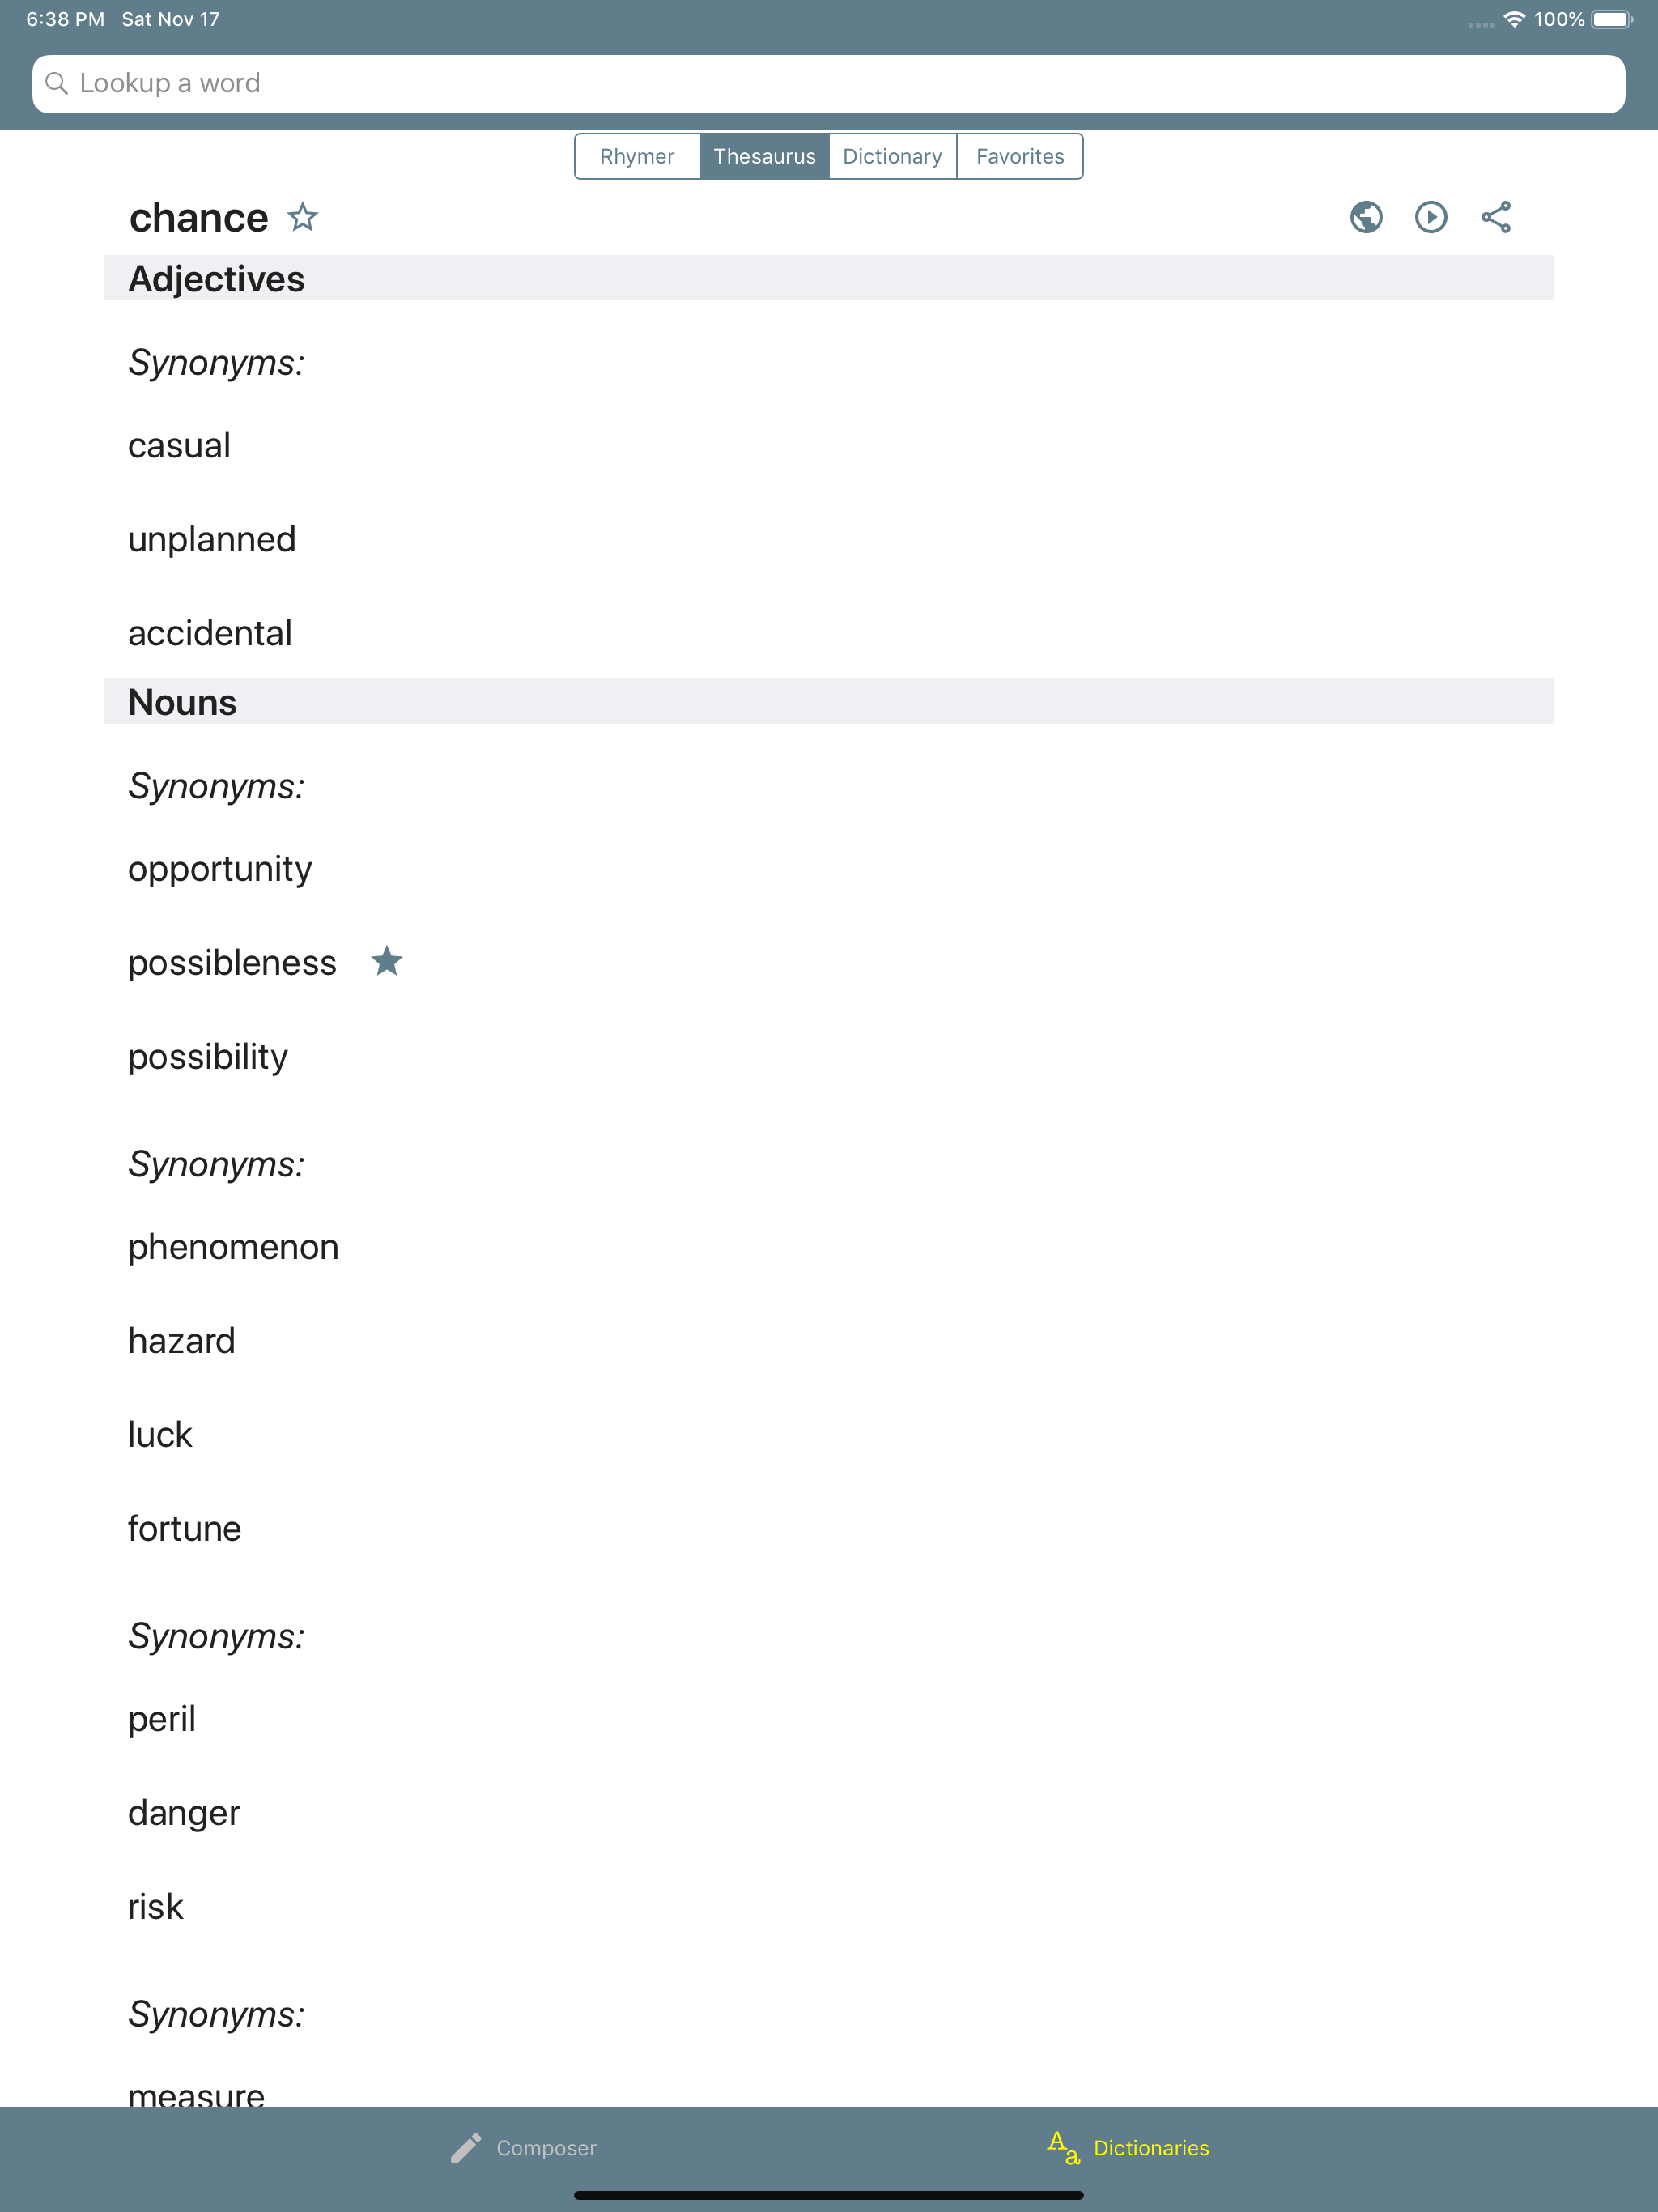 6:38 PM Sat Nov 17 100%
Lookup a word
Rhymer Thesaurus Dictionary Favorites
chance
Adjectives
Synonyms:
casual
unplanned
accidental
Nouns
Synonyms:
opportunity
possibleness
possibility
Synonyms:
phenomenon
hazard
luck
fortune
Synonyms:
peril
danger
risk
Synonyms:
measure
Composer Aa Dictionaries